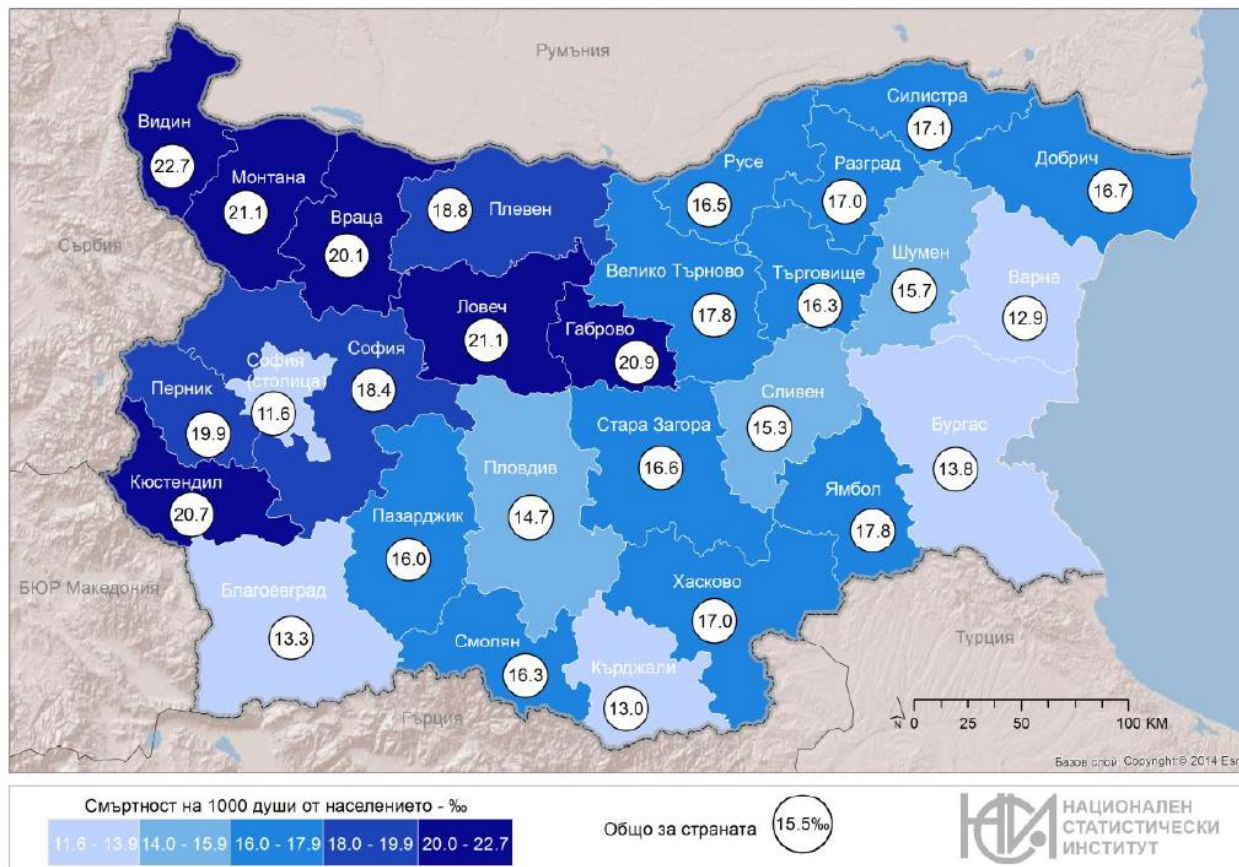 Румъния
Силистра
17.1
Видин
22.7
Русе
16.5
Разград
17.0
Добрич
16.7
Монтана
21.1
Плевен
18.8
Враца
20.1
Сърбия
Шумен
15.7
Варна
12.9
Велико Търново
17.8
Търговище
16.3
Ловеч
21.1
Габрово
20.9
София
18.4
София
(столица)
11.6
Перник
19.9
Сливен
15.3
Стара Загора
16.6
Бургас
13.8
Кюстендил
20.7
Пловдив
14.7
Ямбол
17.8
Пазарджик
16.0
БЮР Македония
Благоевград
13.3
Хасково
17.0
Турция
Смолян
16.3
Кърджали
13.0
Гърция
N
0 25 50 100 KM
Базов слой: Copyright:© 2014 Esr
Смъртност на 1000 души от населението - ‰
11.6 - 13.9 14.0 - 15.9 16.0 - 17.9 18.0 - 19.9 20.0 - 22.7
Общо за страната 15.5‰
НСИ
НАЦИОНАЛЕН
СТАТИСТИЧЕСКИ
ИНСТИТУТ